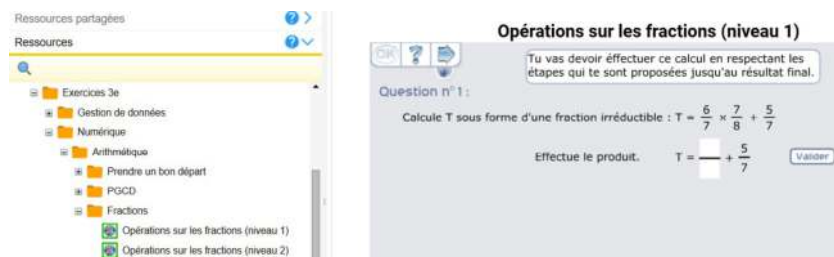 Ressources partagées
Ressources
Exercices 3e
Gestion de données
Numérique
Arithmétique
Prendre un bon départ
PGCD
Fractions
Opérations sur les fractions (niveau 1)
Opérations sur les fractions (niveau 2)
Opérations sur les fractions (niveau 1)
OK ?
Tu vas devoir éffectuer ce calcul en respectant les
étapes qui te sont proposées jusqu'au résultat final.
Question n°1 :
Calcule T sous forme d'une fraction irréductible : T = 6/7 × 7/8 + 5/7
Effectue le produit. T = — + 5/7 Valider